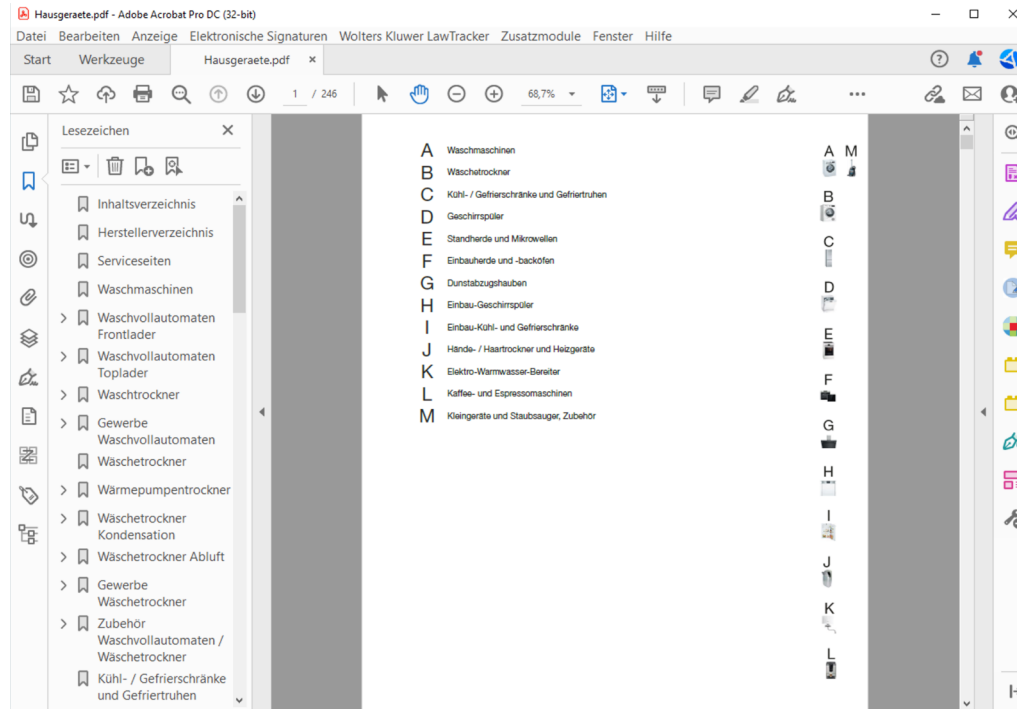 Hausgeraete.pdf - Adobe Acrobat Pro DC (32-bit)
Datei Bearbeiten Anzeige Elektronische Signaturen Wolters Kluwer LawTracker Zusatzmodule Fenster Hilfe
Start Werkzeuge Hausgeraete.pdf
1 / 246 68,7%
Lesezeichen
Inhaltsverzeichnis
Herstellerverzeichnis
Serviceseiten
Waschmaschinen
Waschvollautomaten
Frontlader
Waschvollautomaten
Toplader
Waschtrockner
Gewerbe
Waschvollautomaten
Wäschetrockner
Wärmepumpentrockner
Wäschetrockner
Kondensation
Wäschetrockner Abluft
Gewerbe
Wäschetrockner
Zubehör
Waschvollautomaten /
Wäschetrockner
Kühl- / Gefrierschränke
und Gefriertruhen
A Waschmaschinen
B Wäschetrockner
C Kühl- / Gefrierschränke und Gefriertruhen
D Geschirrspüler
E Standherde und Mikrowellen
F Einbauherde und -backöfen
G Dunstabzugshauben
H Einbau-Geschirrspüler
I Einbau-Kühl- und Gefrierschränke
J Hände- / Haartrockner und Heizgeräte
K Elektro-Warmwasser-Bereiter
L Kaffee- und Espressomaschinen
M Kleingeräte und Staubsauger, Zubehör
A M
B
C
D
E
F
G
H
I
J
K
L